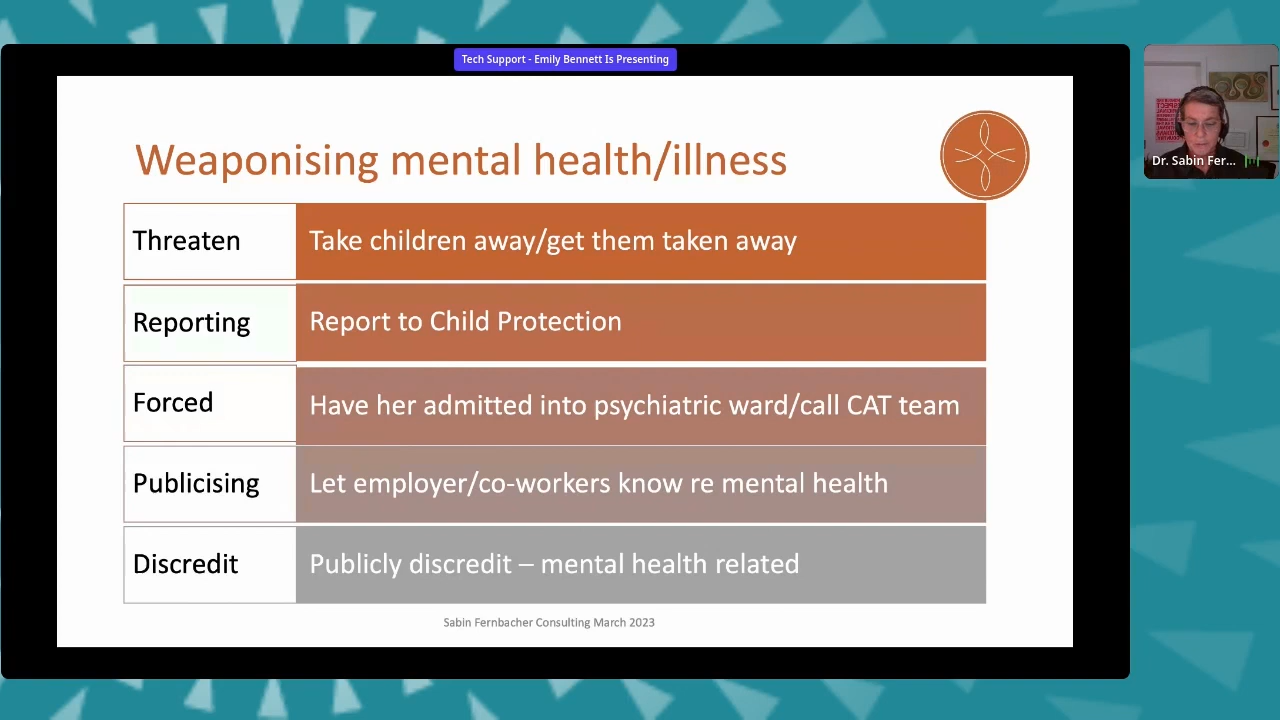 Tech Support - Emily Bennett Is Presenting
Weaponising mental health/illness
Threaten
Take children away/get them taken away
Reporting
Report to Child Protection
Forced
Have her admitted into psychiatric ward/call CAT team
Publicising
Let employer/co-workers know re mental health
Discredit
Publicly discredit – mental health related
Sabin Fernbacher Consulting March 2023
Dr. Sabin Fer...